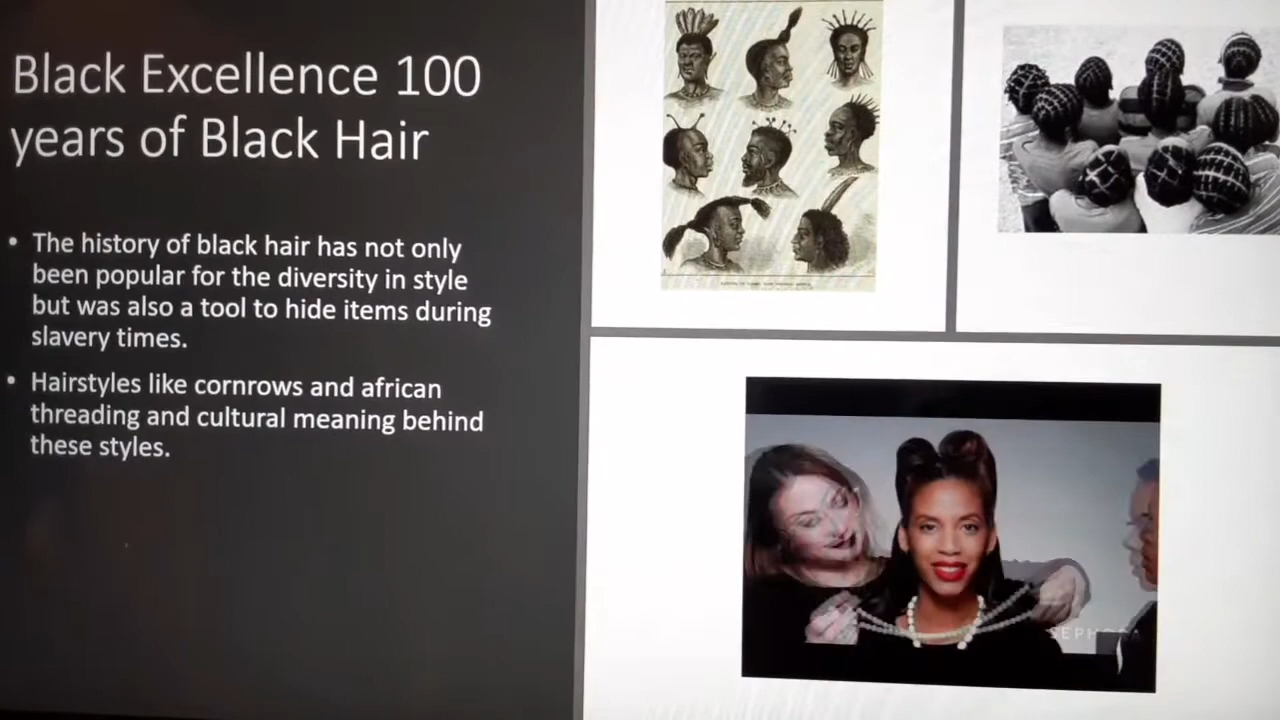 Black Excellence 100
years of Black Hair
• The history of black hair has not only
been popular for the diversity in style
but was also a tool to hide items during
slavery times.
• Hairstyles like cornrows and african
threading and cultural meaning behind
these styles.
SEPHORA